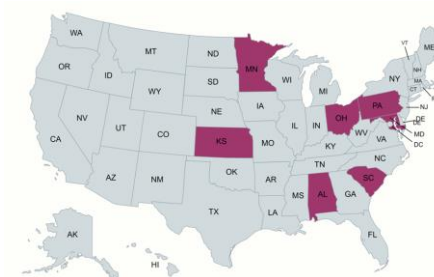 WA
MT
ND
MN
VT
ME
OR
ID
SD
WI
NH
MA
NY
CT
WY
MI
IA
NE
PA
NJ
NV
UT
CO
IL
IN
OH
DE
DE
MD
DC
CA
KS
MO
WV
VA
KY
NC
TN
AZ
NM
OK
AR
SC
MS
AL
GA
TX
LA
FL
AK
HI